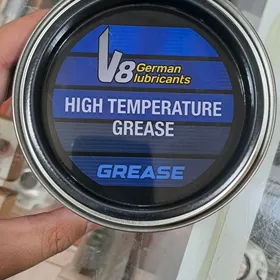 V8 German
lubricants
HIGH TEMPERATURE
GREASE
GREASE